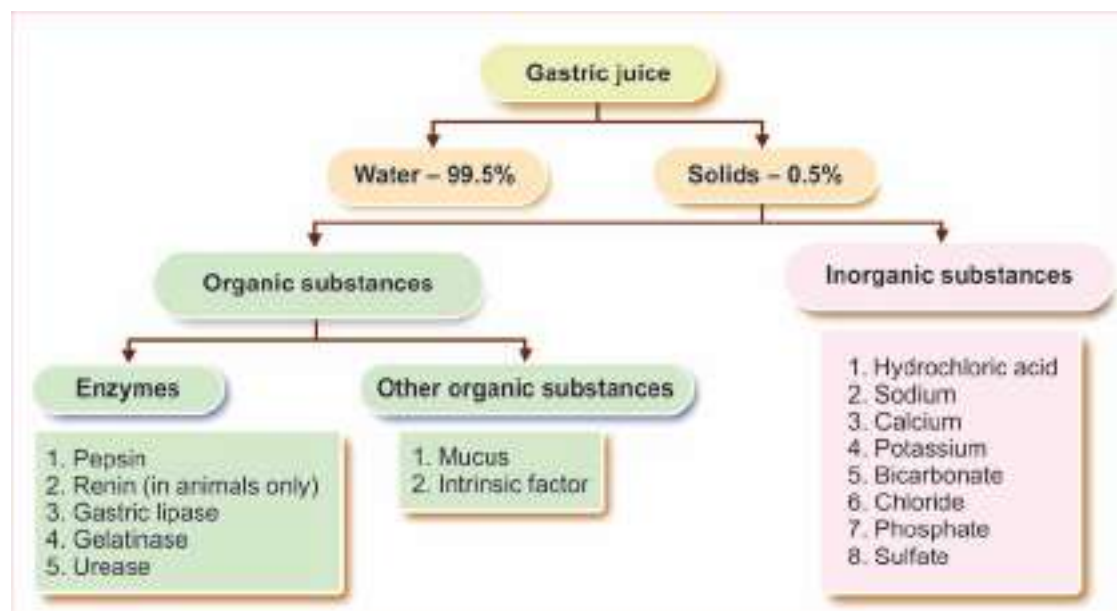 Gastric juice
Water – 99.5%
Solids – 0.5%
Organic substances
Inorganic substances
Enzymes
Other organic substances
1. Pepsin
2. Renin (in animals only)
3. Gastric lipase
4. Gelatinase
5. Urease
1. Mucus
2. Intrinsic factor
1. Hydrochloric acid
2. Sodium
3. Calcium
4. Potassium
5. Bicarbonate
6. Chloride
7. Phosphate
8. Sulfate